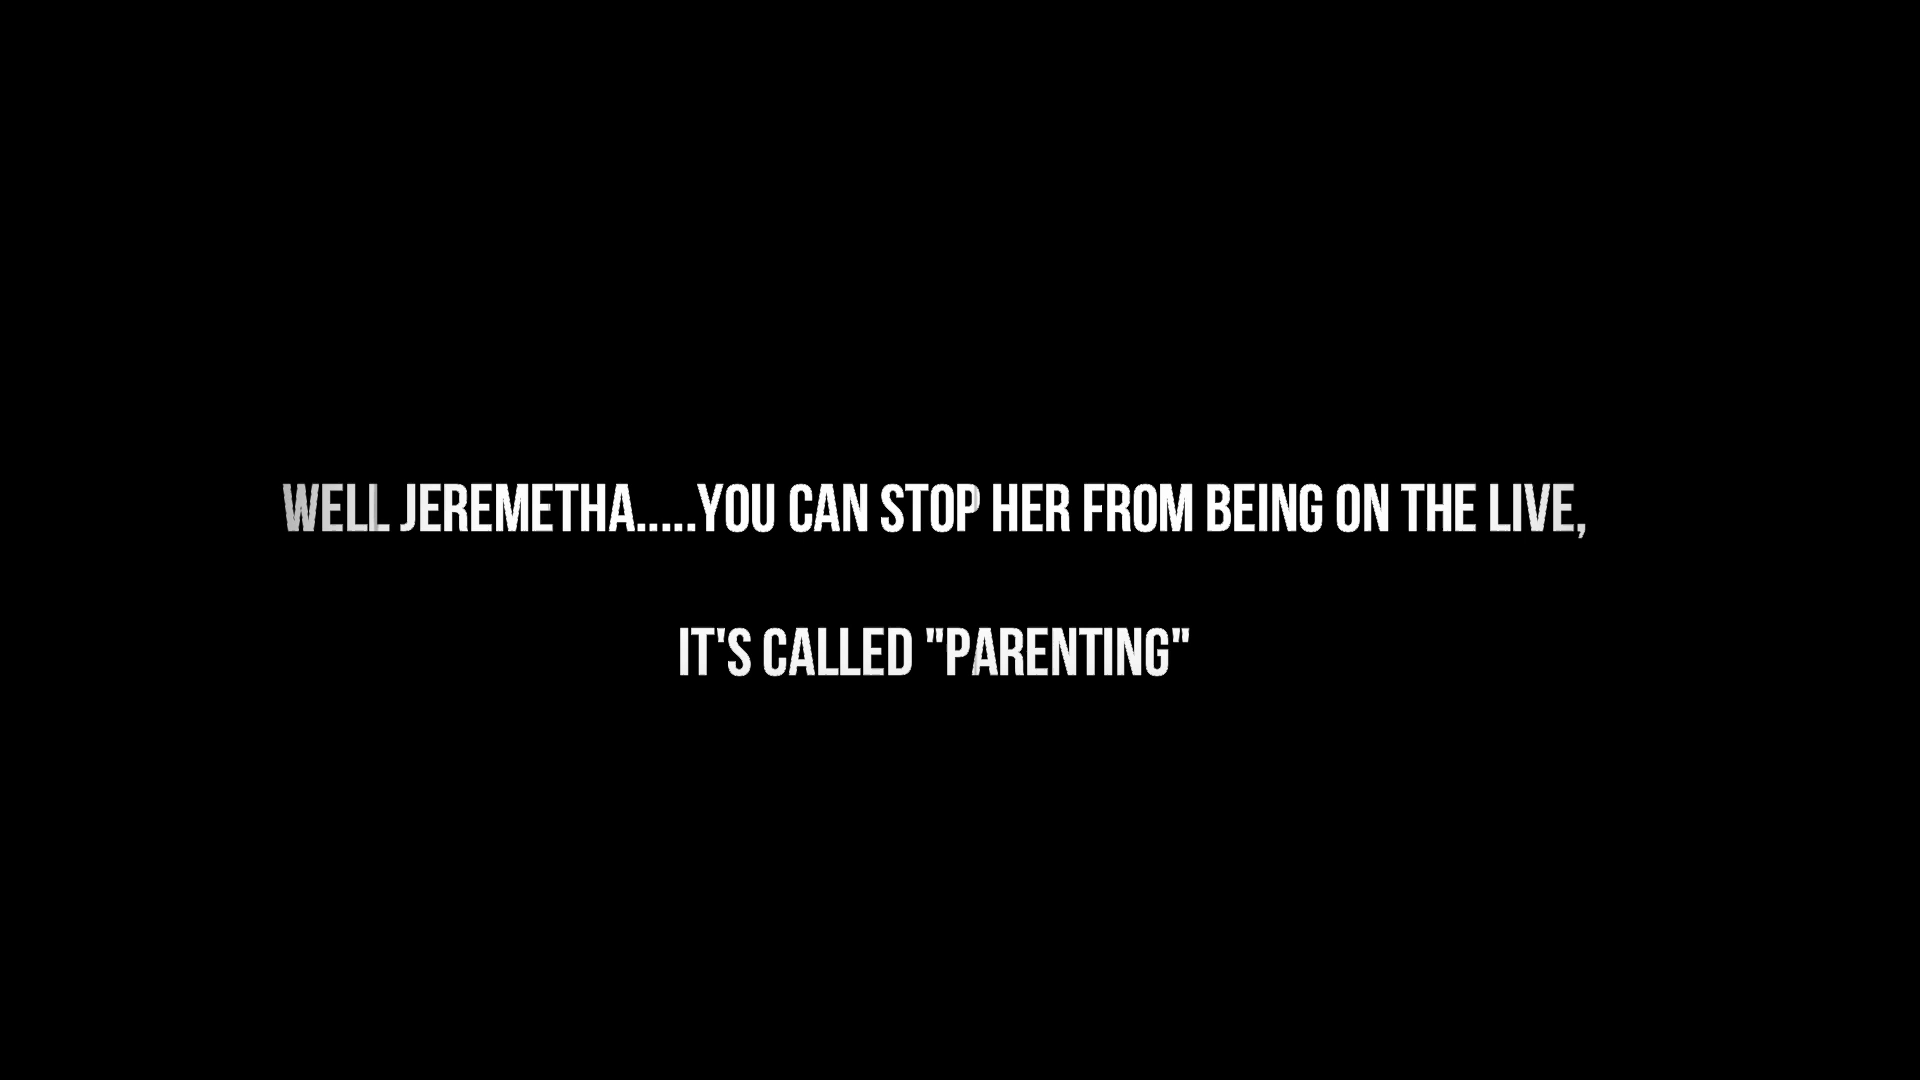 WELL JEREMETHA.....YOU CAN STOP HER FROM BEING ON THE LIVE,
IT'S CALLED "PARENTING"